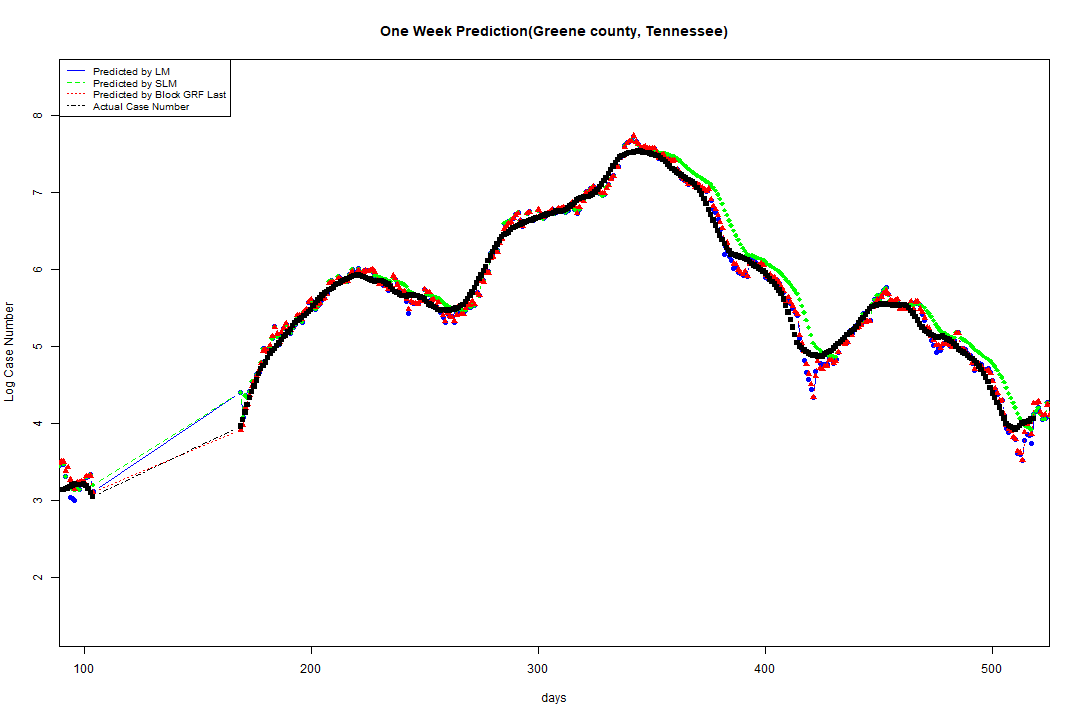 One Week Prediction(Greene county, Tennessee)
Predicted by LM
Predicted by SLM
Predicted by Block GRF Last
Actual Case Number
8
7
6
5
4
3
2
Log Case Number
100 200 300 400 500
days